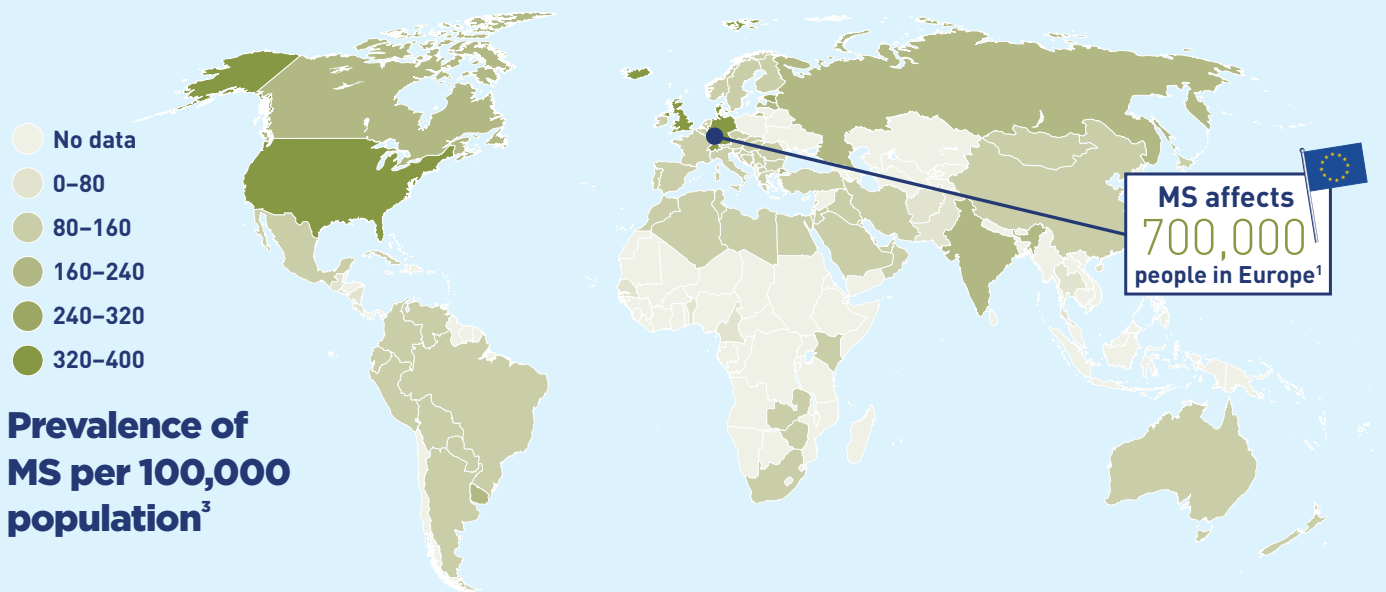 No data
0–80
80–160
160–240
240–320
320–400
Prevalence of
MS per 100,000
population³
MS affects
700,000
people in Europe¹